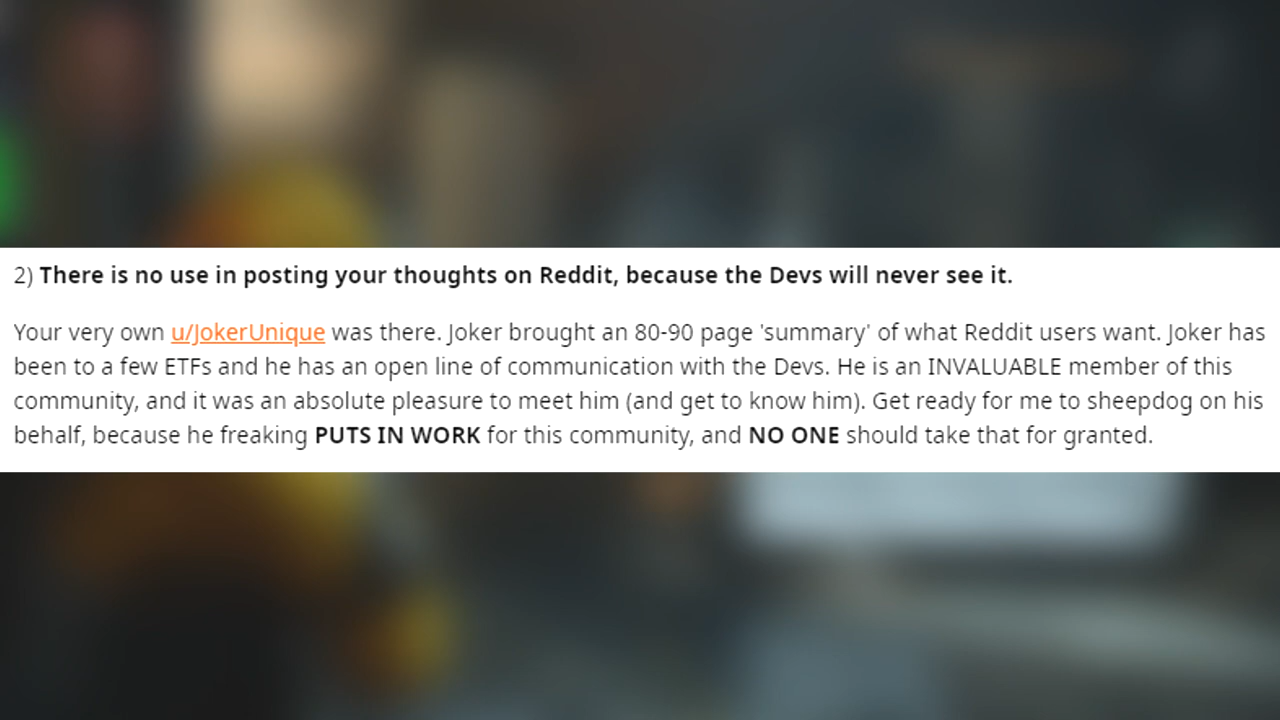 2) There is no use in posting your thoughts on Reddit, because the Devs will never see it.
Your very own u/JokerUnique was there. Joker brought an 80-90 page 'summary' of what Reddit users want. Joker has
been to a few ETFs and he has an open line of communication with the Devs. He is an INVALUABLE member of this
community, and it was an absolute pleasure to meet him (and get to know him). Get ready for me to sheepdog on his
behalf, because he freaking PUTS IN WORK for this community, and NO ONE should take that for granted.